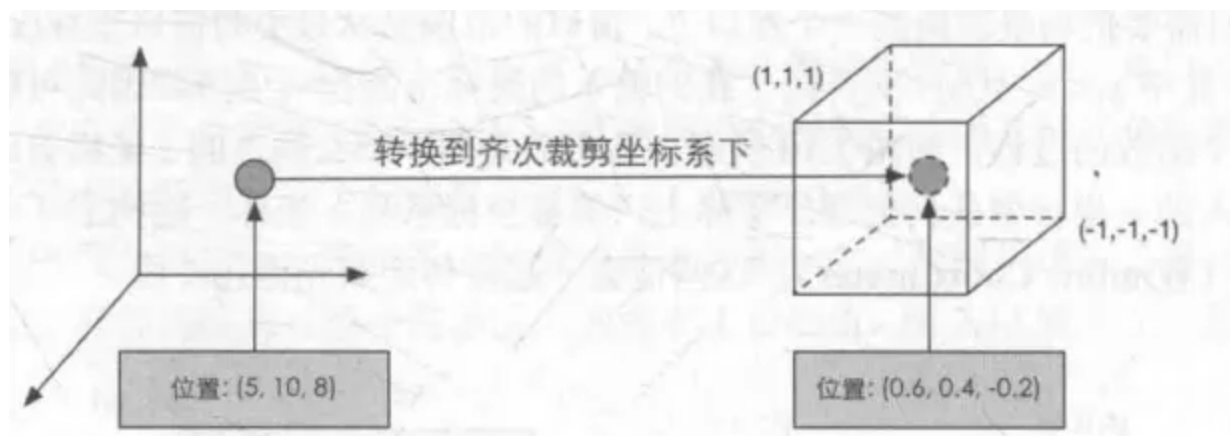 (1,1,1)
转换到齐次裁剪坐标系下
(-1,-1,-1)
位置: (5, 10, 8)
位置: (0.6, 0.4, -0.2)